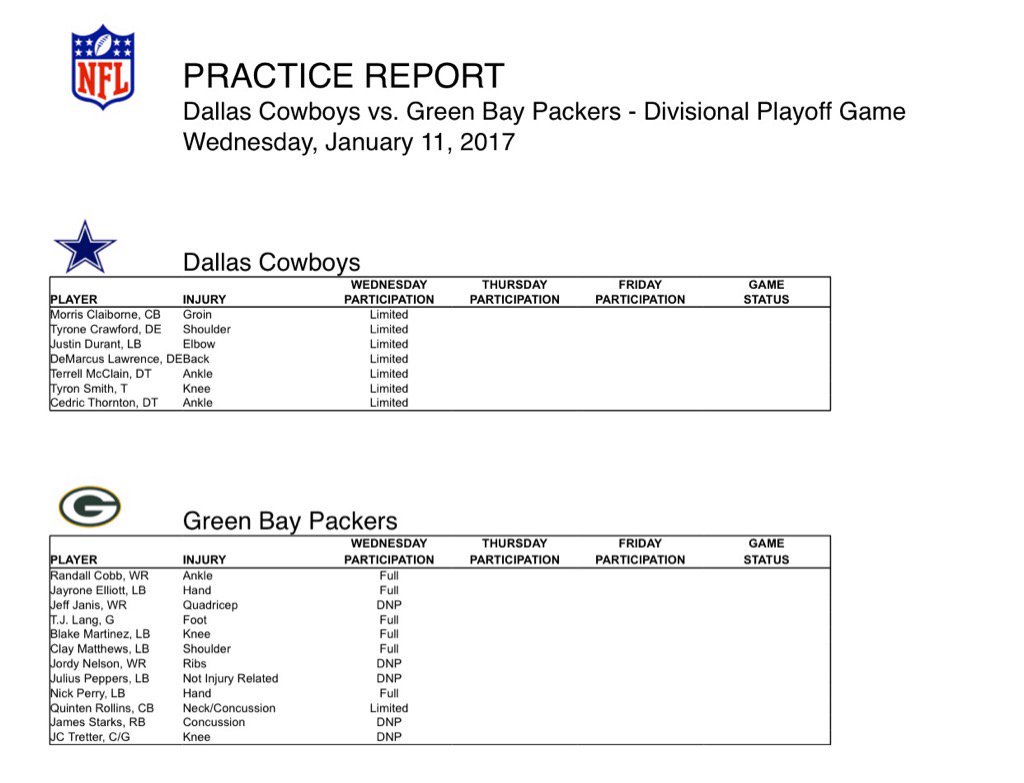 NFL
PRACTICE REPORT
Dallas Cowboys vs. Green Bay Packers - Divisional Playoff Game
Wednesday, January 11, 2017
Dallas Cowboys
WEDNESDAY THURSDAY FRIDAY GAME
PLAYER INJURY PARTICIPATION PARTICIPATION PARTICIPATION STATUS
Morris Claiborne, CB Groin Limited
Tyrone Crawford, DE Shoulder Limited
Justin Durant, LB Elbow Limited
DeMarcus Lawrence, DE Back Limited
Terrell McClain, DT Ankle Limited
Tyron Smith, T Knee Limited
Cedric Thornton, DT Ankle Limited
G
Green Bay Packers
WEDNESDAY THURSDAY FRIDAY GAME
PLAYER INJURY PARTICIPATION PARTICIPATION PARTICIPATION STATUS
Randall Cobb, WR Ankle Full
Jayrone Elliott, LB Hand Full
Jeff Janis, WR Quadricep DNP
T.J. Lang, G Foot Full
Blake Martinez, LB Knee Full
Clay Matthews, LB Shoulder Full
Jordy Nelson, WR Ribs DNP
Julius Peppers, LB Not Injury Related DNP
Nick Perry, LB Hand Full
Quinten Rollins, CB Neck/Concussion Limited
James Starks, RB Concussion DNP
JC Tretter, C/G Knee DNP